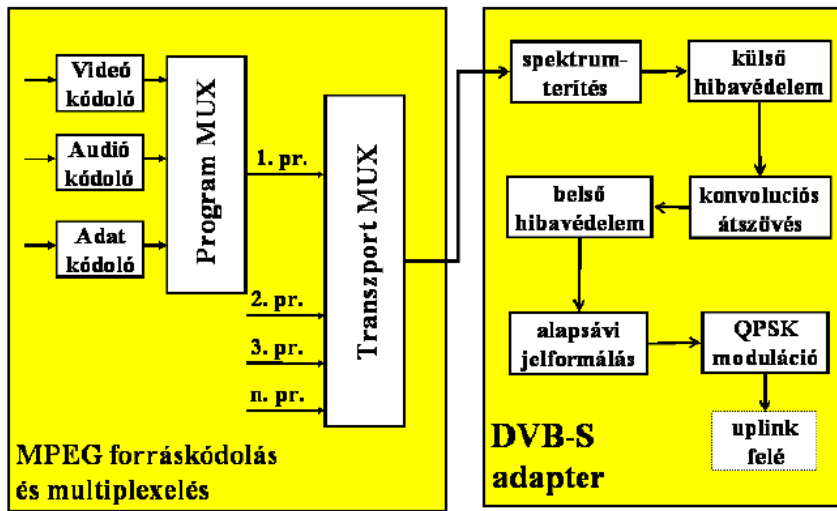 Videó
kódoló
Audió
kódoló
Adat
kódoló
Program MUX
1. pr.
2. pr.
3. pr.
n. pr.
Transzport MUX
MPEG forráskódolás
és multiplexelés
spektrum-
terítés
külső
hibavédelem
belső
hibavédelem
konvoluciós
átszövés
alapsávi
jelformálás
QPSK
moduláció
uplink
felé
DVB-S
adapter